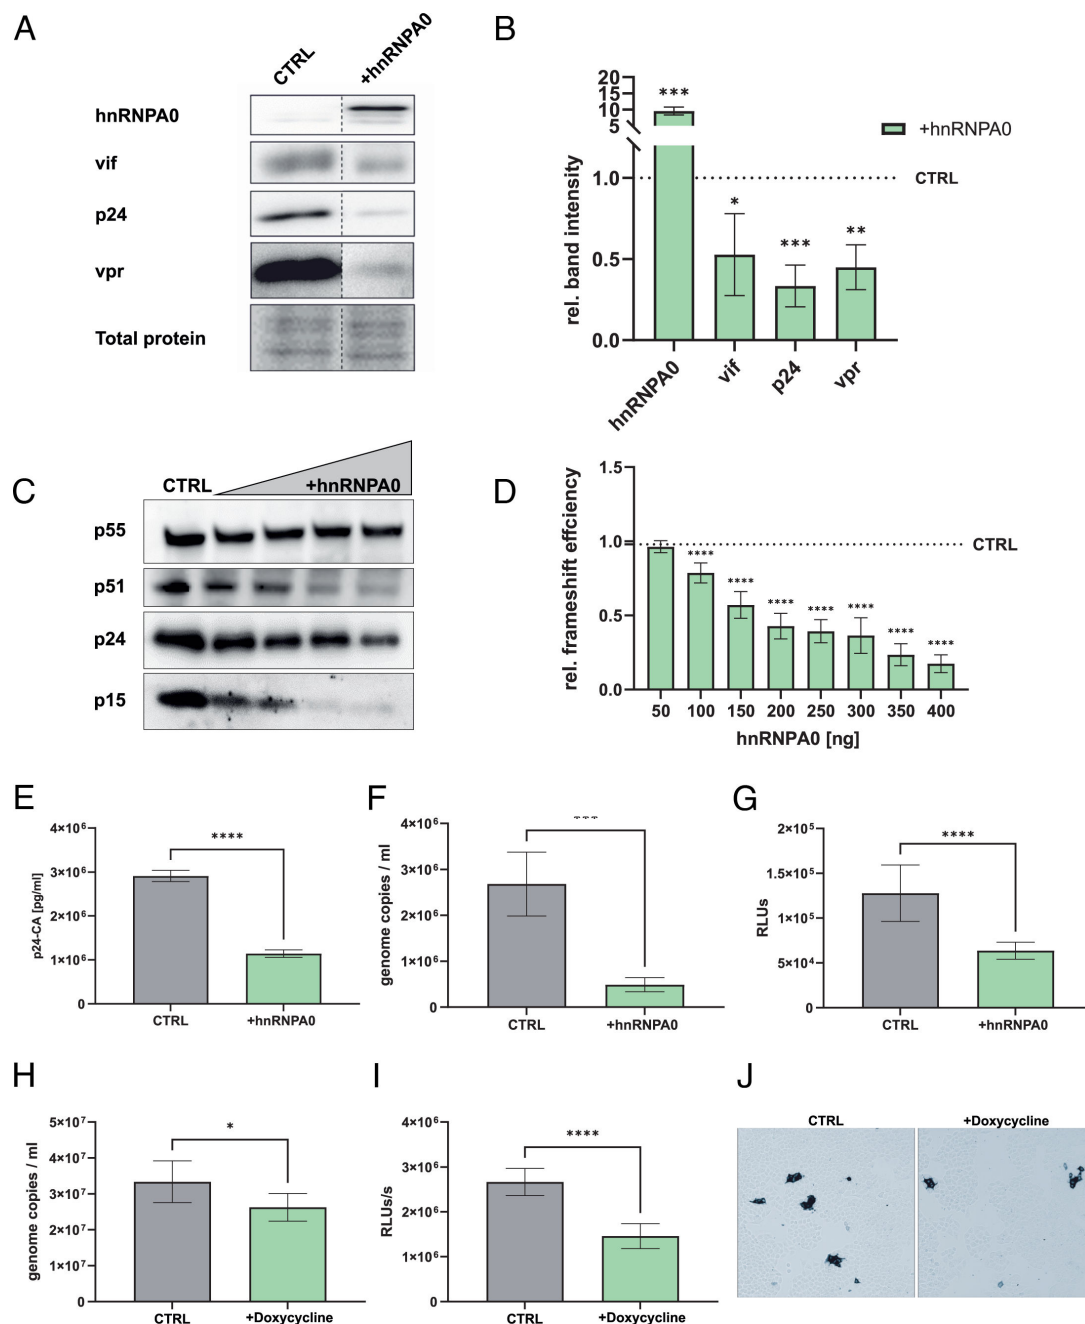 A
CTRL
+hnRNPA0
hnRNPA0
vif
p24
vpr
Total protein
B
rel. band intensity
20
15
10
5
1.0
0.5
0.0
***
*
***
**
+hnRNPA0
CTRL
hnRNPA0
vif
p24
vpr
C
CTRL
+hnRNPA0
p55
p51
p24
p15
D
rel. frameshift effciency
1.5
1.0
0.5
0.0
CTRL
****
****
****
****
****
****
****
50 100 150 200 250 300 350 400
hnRNPA0 [ng]
E
p24-CA [pg/ml]
4×10⁶
3×10⁶
2×10⁶
1×10⁶
0
****
CTRL +hnRNPA0
F
genome copies / ml
4×10⁶
3×10⁶
2×10⁶
1×10⁶
0
CTRL +hnRNPA0
G
RLUs
2×10⁵
1.5×10⁵
1×10⁵
5×10⁴
0
****
CTRL +hnRNPA0
H
genome copies / ml
5×10⁷
4×10⁷
3×10⁷
2×10⁷
1×10⁷
0
*
CTRL +Doxycycline
I
RLUs/s
4×10⁶
3×10⁶
2×10⁶
1×10⁶
0
****
CTRL +Doxycycline
J
CTRL +Doxycycline